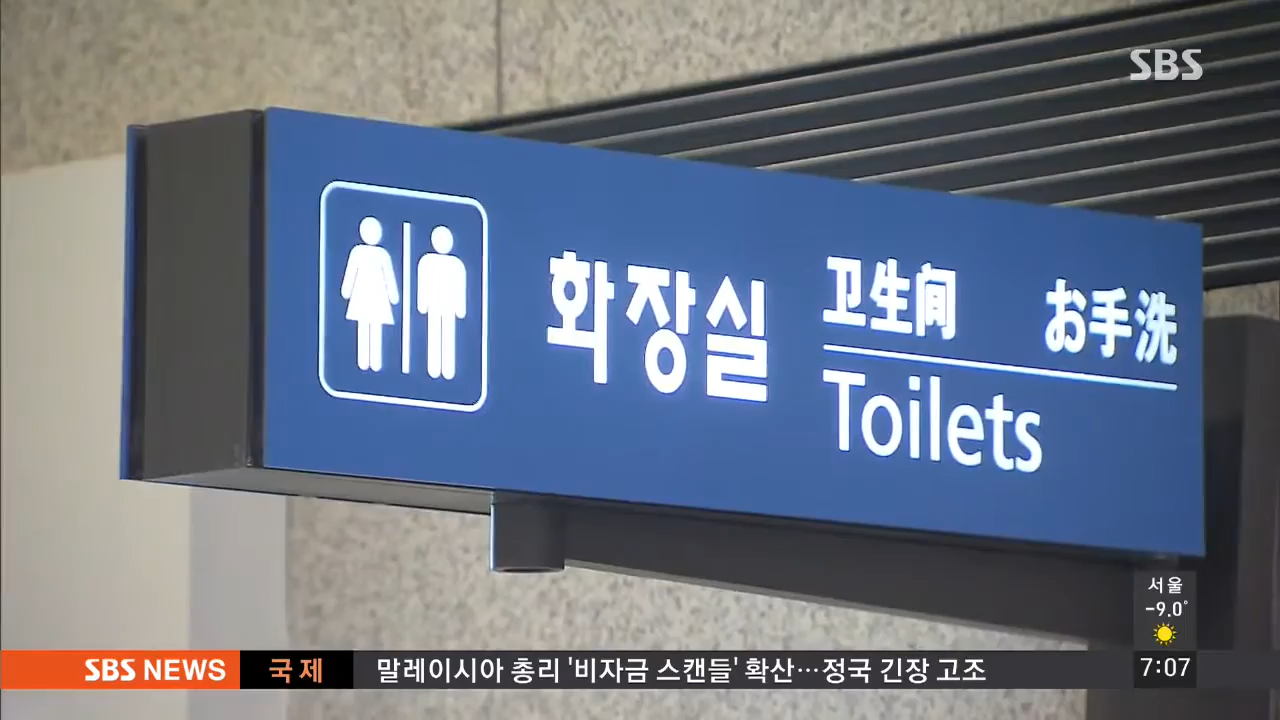 SBS
화장실
卫生间 お手洗
Toilets
서울
-9.0°
SBS NEWS 국제 말레이시아 총리 '비자금 스캔들' 확산…정국 긴장 고조 7:07